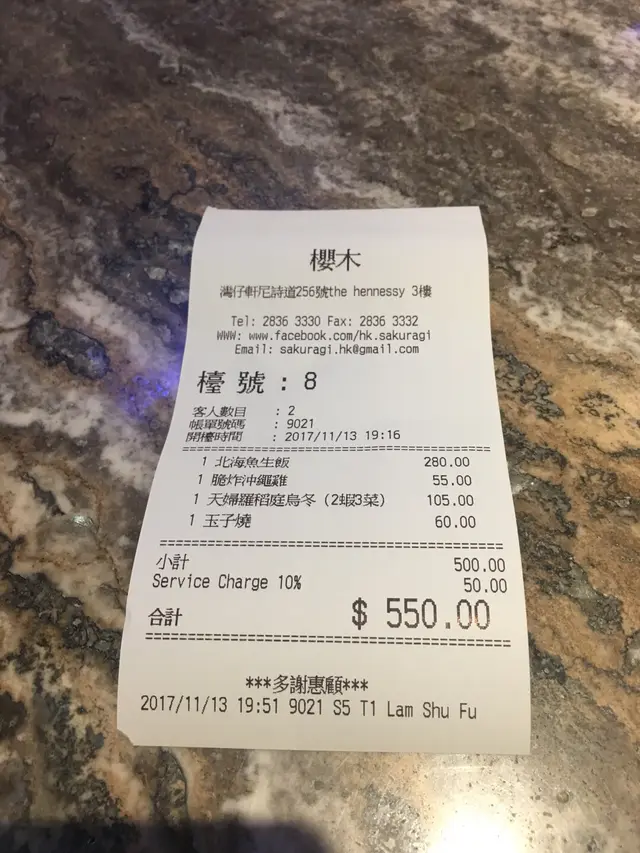 櫻木
灣仔軒尼詩道256號the hennessy 3樓
Tel: 2836 3330 Fax: 2836 3332
WWW: www.facebook.com/hk.sakuragi
Email: sakuragi.hk@gmail.com
檯 號 : 8
客人數目 : 2
帳單號碼 : 9021
開檯時間 : 2017/11/13 19:16
1 北海魚生飯 280.00
1 脆炸沖繩雞 55.00
1 天婦羅稻庭烏冬 (2蝦3菜) 105.00
1 玉子燒 60.00
小計 500.00
Service Charge 10% 50.00
合計 $ 550.00
***多謝惠顧***
2017/11/13 19:51 9021 S5 T1 Lam Shu Fu